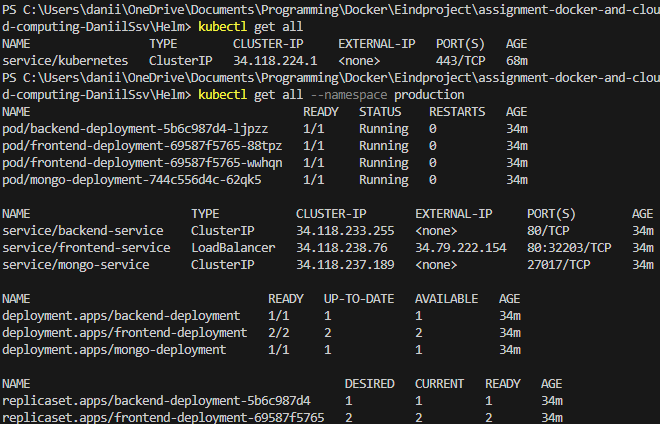 PS C:\Users\danii\OneDrive\Documents\Programming\Docker\Eindproject\assignment-docker-and-clou
d-computing-DaniilSsv\Helm> kubectl get all
NAME TYPE CLUSTER-IP EXTERNAL-IP PORT(S) AGE
service/kubernetes ClusterIP 34.118.224.1 <none> 443/TCP 68m
PS C:\Users\danii\OneDrive\Documents\Programming\Docker\Eindproject\assignment-docker-and-clou
d-computing-DaniilSsv\Helm> kubectl get all --namespace production
NAME READY STATUS RESTARTS AGE
pod/backend-deployment-5b6c987d4-ljpzz 1/1 Running 0 34m
pod/frontend-deployment-69587f5765-88tpz 1/1 Running 0 34m
pod/frontend-deployment-69587f5765-wwhqn 1/1 Running 0 34m
pod/mongo-deployment-744c556d4c-62qk5 1/1 Running 0 34m
NAME TYPE CLUSTER-IP EXTERNAL-IP PORT(S) AGE
service/backend-service ClusterIP 34.118.233.255 <none> 80/TCP 34m
service/frontend-service LoadBalancer 34.118.238.76 34.79.222.154 80:32203/TCP 34m
service/mongo-service ClusterIP 34.118.237.189 <none> 27017/TCP 34m
NAME READY UP-TO-DATE AVAILABLE AGE
deployment.apps/backend-deployment 1/1 1 1 34m
deployment.apps/frontend-deployment 2/2 2 2 34m
deployment.apps/mongo-deployment 1/1 1 1 34m
NAME DESIRED CURRENT READY AGE
replicaset.apps/backend-deployment-5b6c987d4 1 1 1 34m
replicaset.apps/frontend-deployment-69587f5765 2 2 2 34m